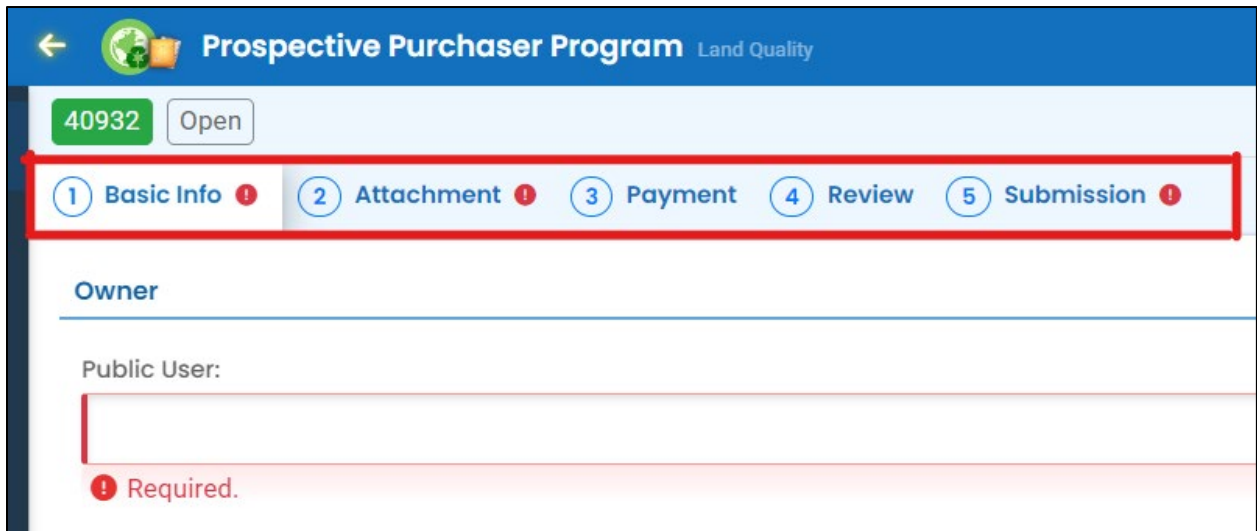 Prospective Purchaser Program Land Quality
40932 Open
1 Basic Info 2 Attachment 3 Payment 4 Review 5 Submission
Owner
Public User:
Required.